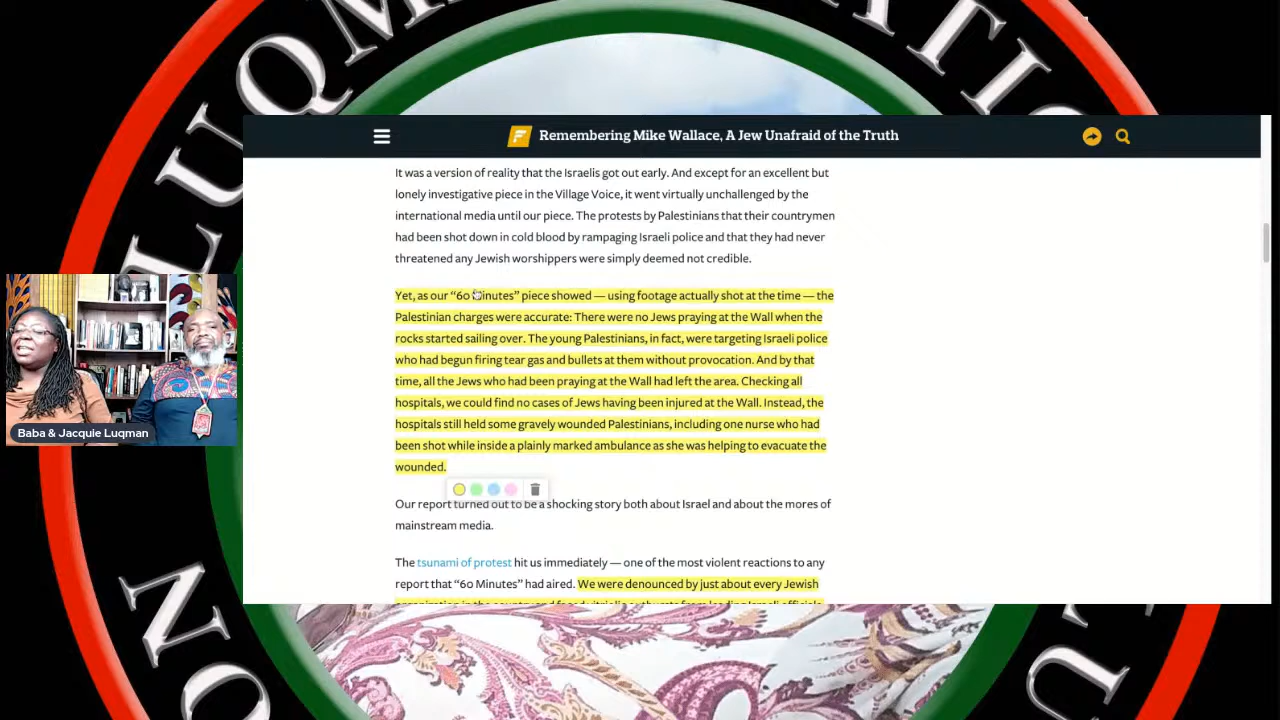 LUQM
ATIO
N
UT
Remembering Mike Wallace, A Jew Unafraid of the Truth
It was a version of reality that the Israelis got out early. And except for an excellent but
lonely investigative piece in the Village Voice, it went virtually unchallenged by the
international media until our piece. The protests by Palestinians that their countrymen
had been shot down in cold blood by rampaging Israeli police and that they had never
threatened any Jewish worshippers were simply deemed not credible.
Yet, as our “60 Minutes” piece showed — using footage actually shot at the time — the
Palestinian charges were accurate: There were no Jews praying at the Wall when the
rocks started sailing over. The young Palestinians, in fact, were targeting Israeli police
who had begun firing tear gas and bullets at them without provocation. And by that
time, all the Jews who had been praying at the Wall had left the area. Checking all
hospitals, we could find no cases of Jews having been injured at the Wall. Instead, the
hospitals still held some gravely wounded Palestinians, including one nurse who had
been shot while inside a plainly marked ambulance as she was helping to evacuate the
wounded.
Our report turned out to be a shocking story both about Israel and about the mores of
mainstream media.
The tsunami of protest hit us immediately — one of the most violent reactions to any
report that “60 Minutes” had aired. We were denounced by just about every Jewish
Baba & Jacquie Luqman